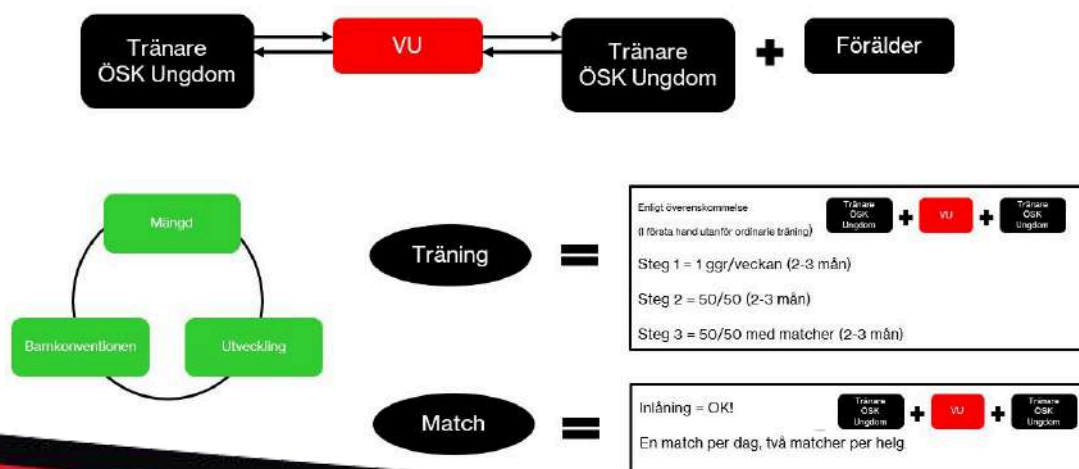 Tränare
ÖSK Ungdom
VU
Tränare
ÖSK Ungdom
+
Förälder
Mängd
Barnkonventionen
Utveckling
Träning
=
Enligt överenskommelse
(I första hand utanför ordinarie träning)
Tränare
ÖSK
Ungdom
+
VU
+
Tränare
ÖSK
Ungdom
Steg 1 = 1 ggr/veckan (2-3 mån)
Steg 2 = 50/50 (2-3 mån)
Steg 3 = 50/50 med matcher (2-3 mån)
Match
=
Inlåning = OK!
Tränare
ÖSK
Ungdom
+
VU
+
Tränare
ÖSK
Ungdom
En match per dag, två matcher per helg